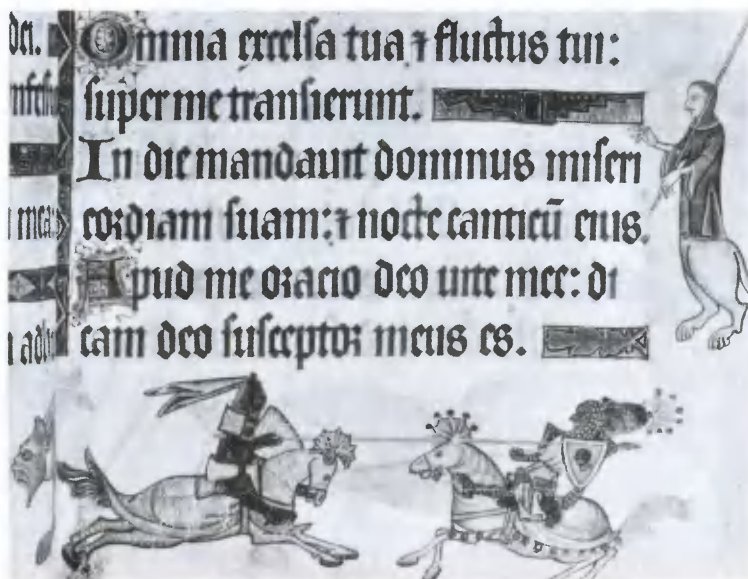 dei.
Omnia excelsa tua ⁊ fluctus tui:
super me transierunt.
In die mandauit dominus miseri
cordiam suam: ⁊ nocte canticū eius.
Apud me oracio deo uite mee: di
cam deo susceptor meus es.